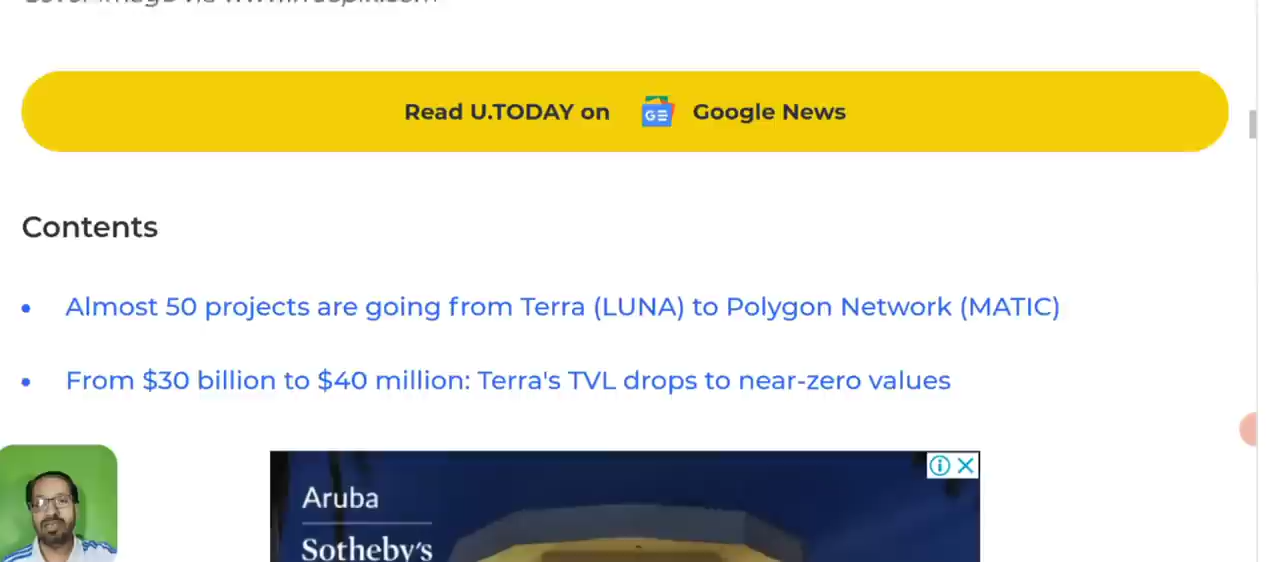 Read U.TODAY on GE Google News
Contents
• Almost 50 projects are going from Terra (LUNA) to Polygon Network (MATIC)
• From $30 billion to $40 million: Terra's TVL drops to near-zero values
Aruba
Sotheby's